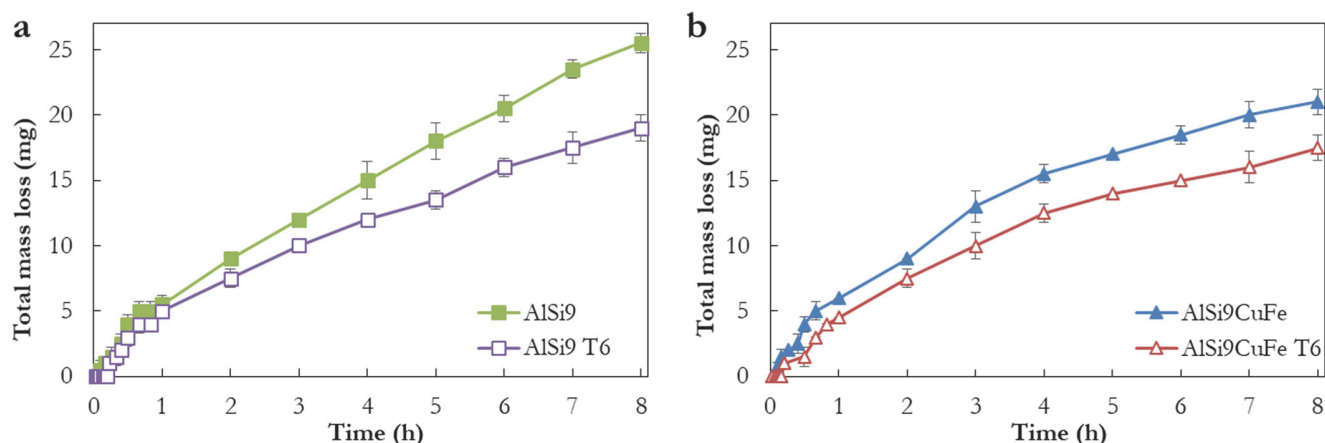 a
Total mass loss (mg)
25
20
15
10
5
0
AlSi9
AlSi9 T6
0 1 2 3 4 5 6 7 8
Time (h)
b
Total mass loss (mg)
25
20
15
10
5
0
AlSi9CuFe
AlSi9CuFe T6
0 1 2 3 4 5 6 7 8
Time (h)